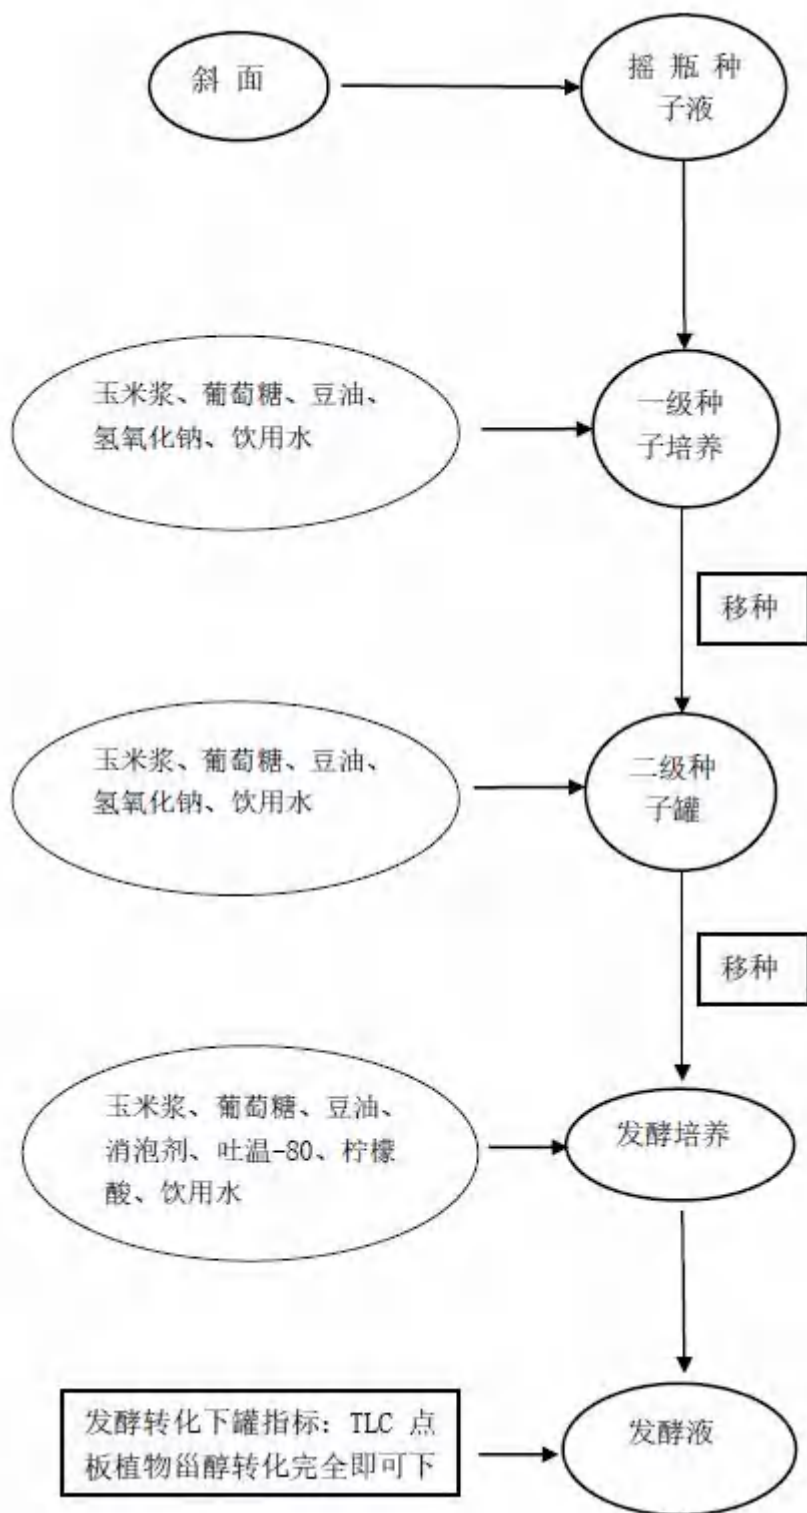 斜 面
摇 瓶 种
子液
玉米浆、葡萄糖、豆油、
氢氧化钠、饮用水
一级种
子培养
移种
玉米浆、葡萄糖、豆油、
氢氧化钠、饮用水
二级种
子罐
移种
玉米浆、葡萄糖、豆油、
消泡剂、吐温-80、柠檬
酸、饮用水
发酵培养
发酵转化下罐指标：TLC 点
板植物甾醇转化完全即可下
发酵液